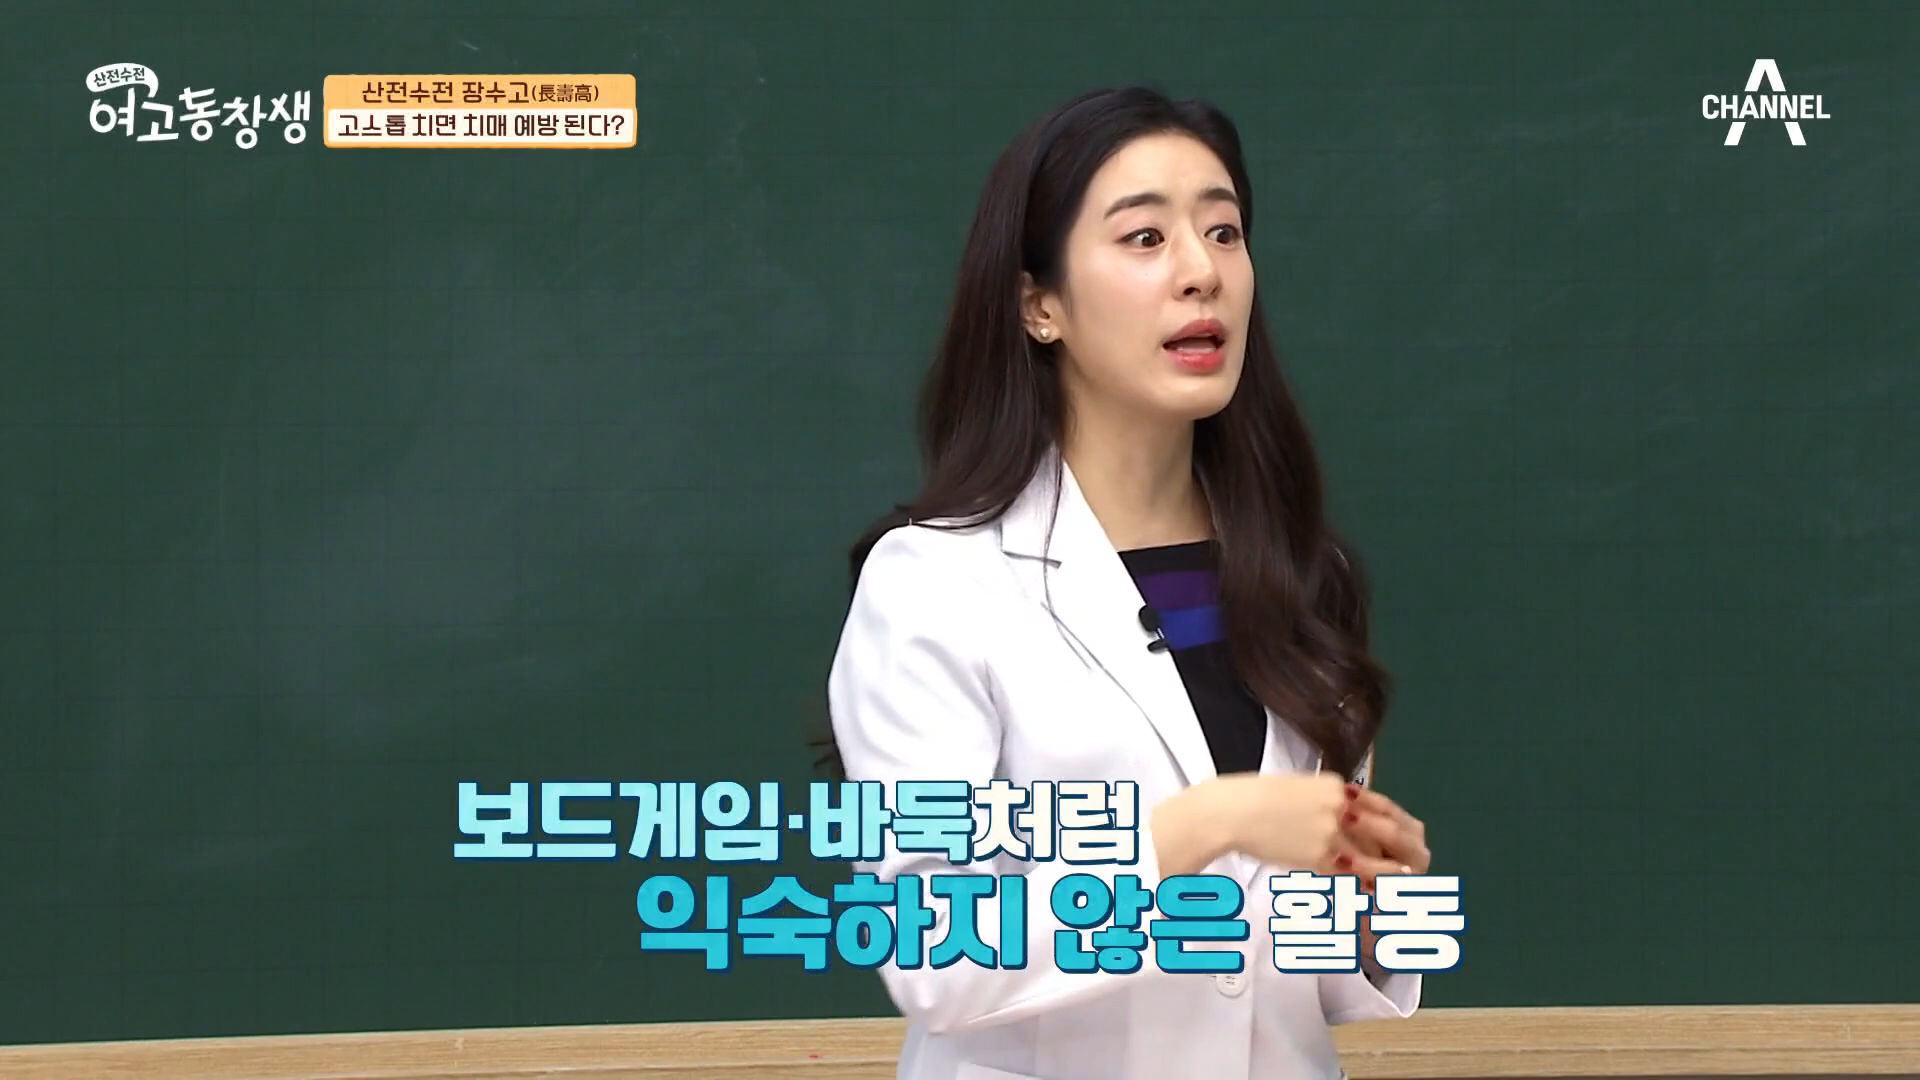 산전수전
여고동창생
산전수전 장수고(長壽高)
고스톱 치면 치매 예방 된다?
CHANNEL A
보드게임·바둑처럼
익숙하지 않은 활동